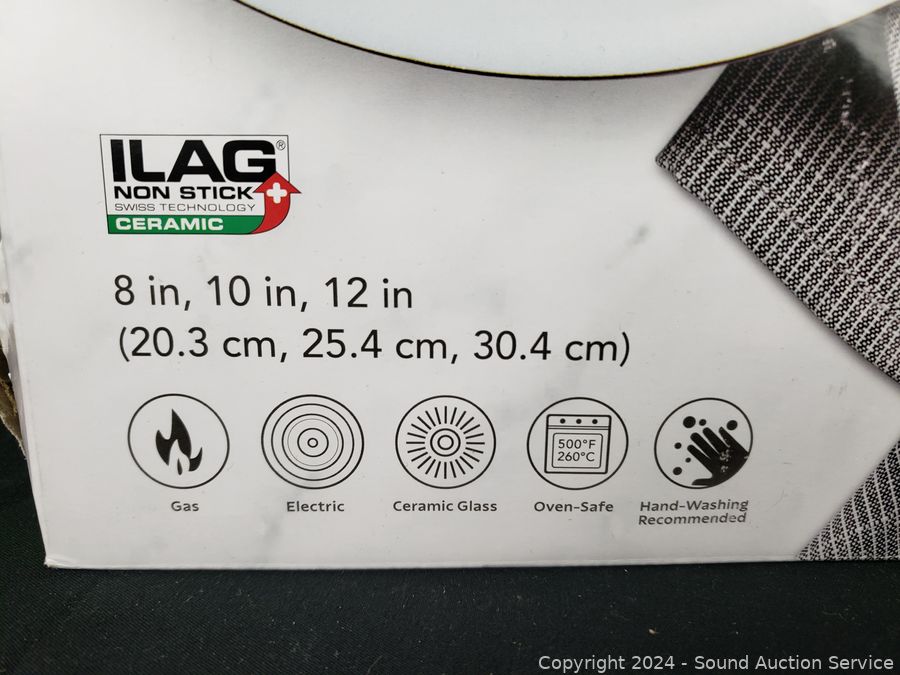 ILAG®
NON STICK
SWISS TECHNOLOGY
CERAMIC
8 in, 10 in, 12 in
(20.3 cm, 25.4 cm, 30.4 cm)
500°F
260°C
Gas
Electric
Ceramic Glass
Oven-Safe
Hand-Washing
Recommended
Copyright 2024 - Sound Auction Service